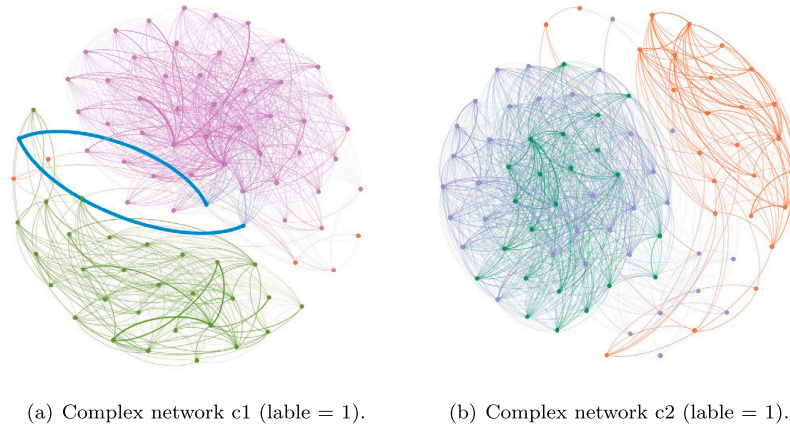 (a) Complex network c1 (lable = 1).
(b) Complex network c2 (lable = 1).